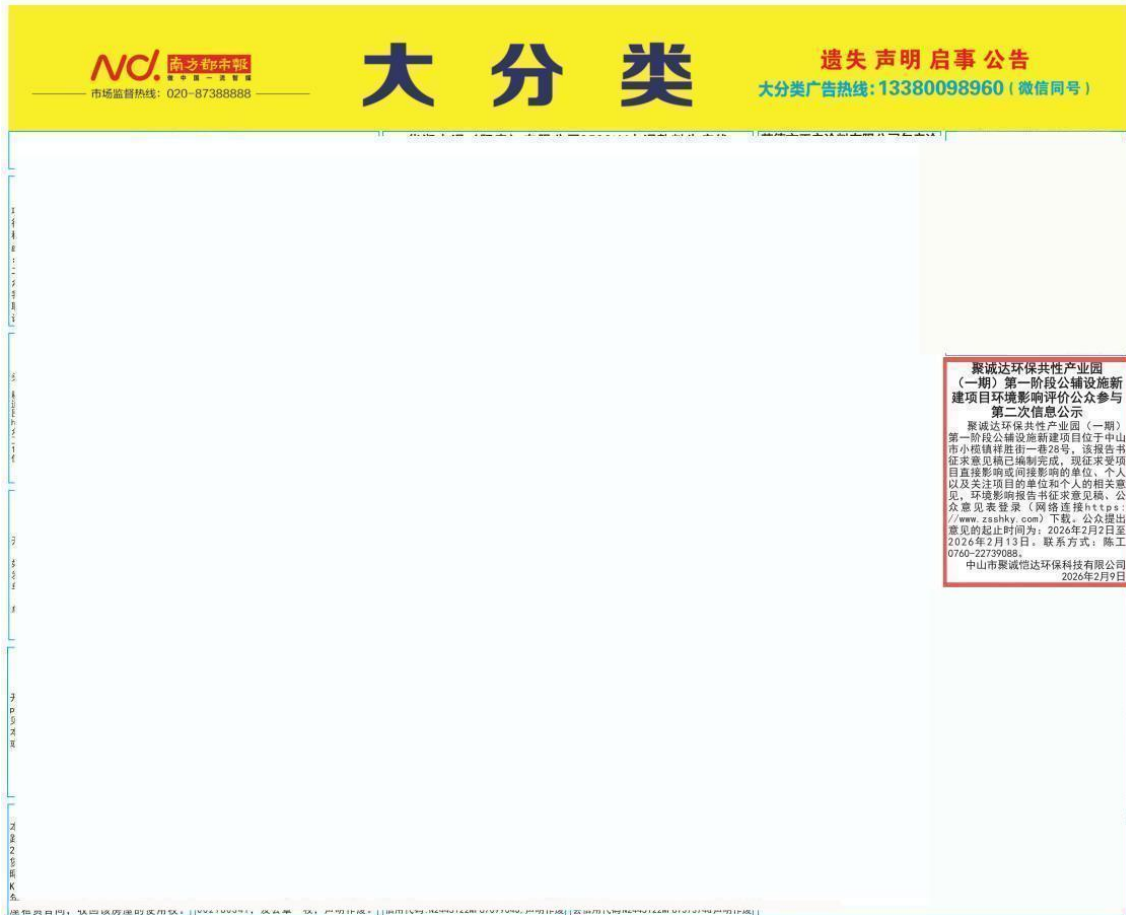 南方都市報
做中国一流智媒
市场监督热线：020-87388888
大分类
遗失 声明 启事 公告
大分类广告热线：13380098960（微信同号）
聚诚达环保共性产业园
（一期）第一阶段公辅设施新
建项目环境影响评价公众参与
第二次信息公示
聚诚达环保共性产业园（一期）
第一阶段公辅设施新建项目位于中山
市小榄镇祥胜街一巷28号，该报告书
征求意见稿已编制完成，现征求受项
目直接影响或间接影响的单位、个人
以及关注项目的单位和个人的相关意
见，环境影响报告书征求意见稿、公
众意见表登录（网络连接https:
//www.zsshky.com）下载。公众提出
意见的起止时间为：2026年2月2日至
2026年2月13日。联系方式：陈工
0760-22739088。
中山市聚诚恺达环保科技有限公司
2026年2月9日